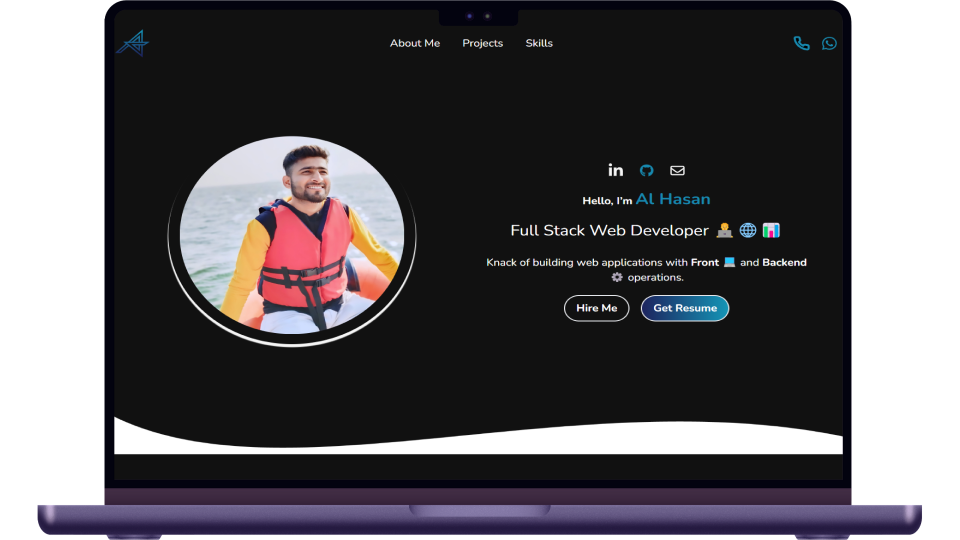 About Me Projects Skills
Hello, I'm Al Hasan
Full Stack Web Developer 👨‍💻 🌐 📊
Knack of building web applications with Front 💻 and Backend
⚙️ operations.
Hire Me Get Resume